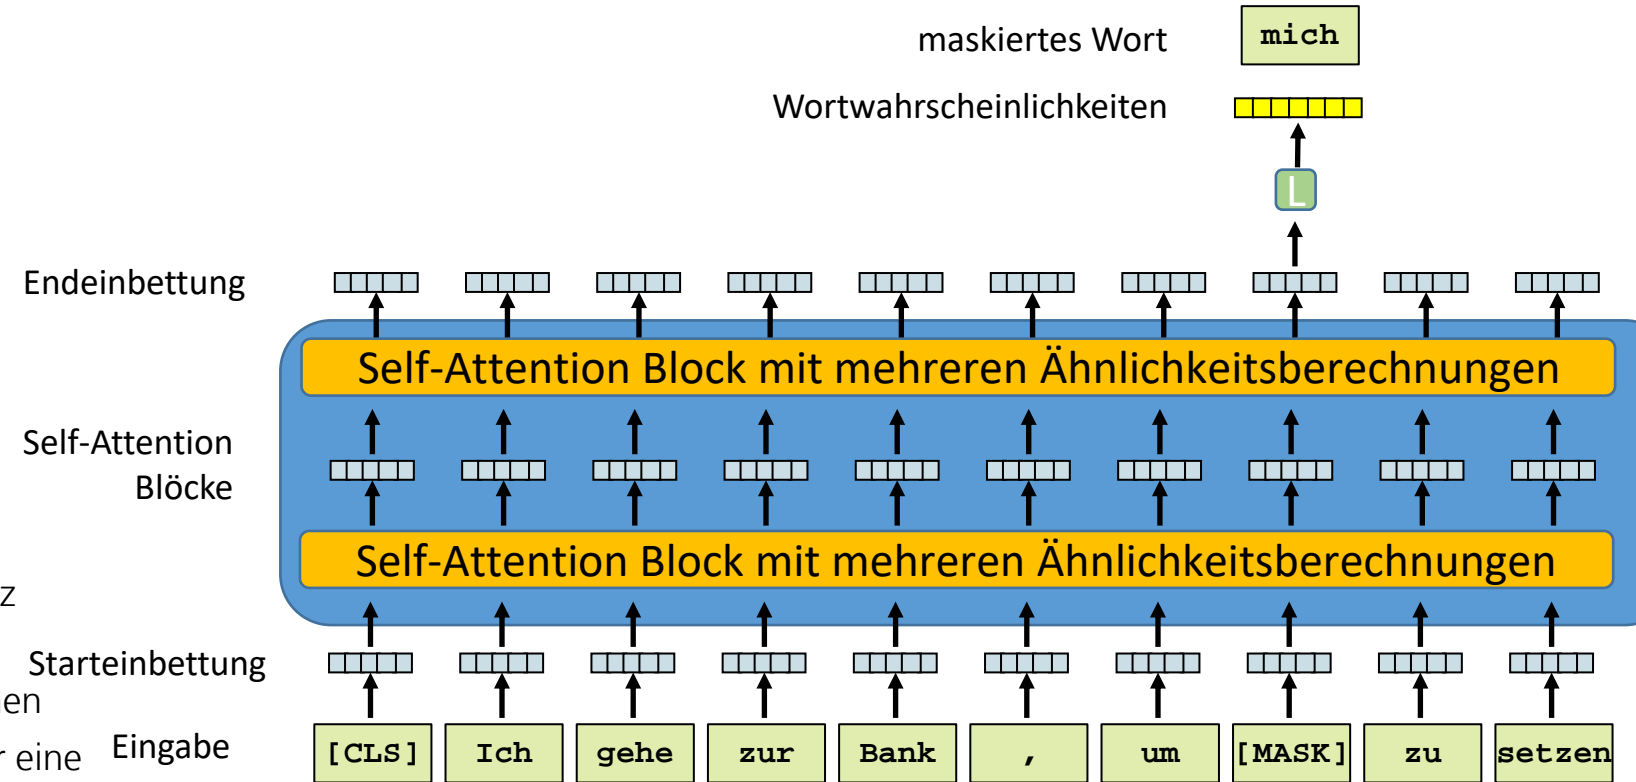 maskiertes Wort mich
Wortwahrscheinlichkeiten
L
Endeinbettung
Self-Attention Block mit mehreren Ähnlichkeitsberechnungen
Self-Attention
Blöcke
Self-Attention Block mit mehreren Ähnlichkeitsberechnungen
z
Starteinbettung
en
r eine
Eingabe [CLS] Ich gehe zur Bank , um [MASK] zu setzen